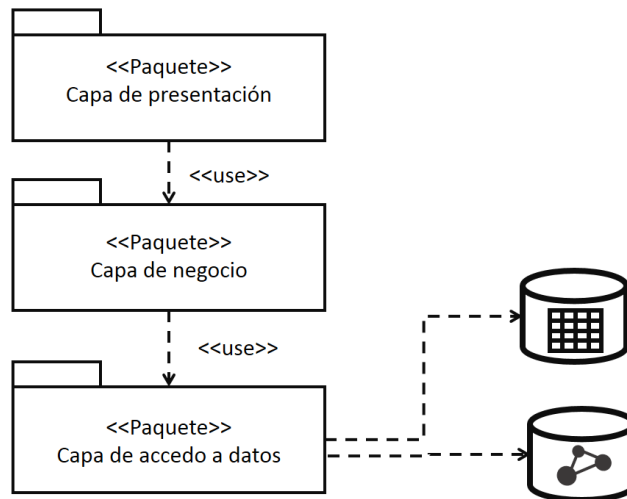 <<Paquete>>
Capa de presentación
<<use>>
<<Paquete>>
Capa de negocio
<<use>>
<<Paquete>>
Capa de accedo a datos